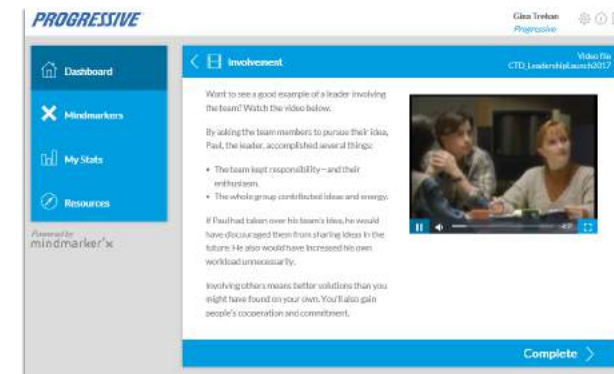 PROGRESSIVE
Gina Trohan
Progressive
Dashboard
Mindmarkers
My Stats
Resources
Powered by
mindmarker'x
Involvement
Video file
CTD_LeadershipLaunch2017
Want to see a good example of a leader involving
the team? Watch the video below.
By asking the team members to pursue their idea,
Paul, the leader, accomplished several things:
• The team kept responsibility—and their
enthusiasm.
• The whole group contributed ideas and energy.
If Paul had taken over his team's idea, he would
have discouraged them from sharing ideas in the
future. He also would have increased his own
workload unnecessarily.
Involving others means better solutions than you
might have found on your own. You'll also gain
people's cooperation and commitment.
Complete